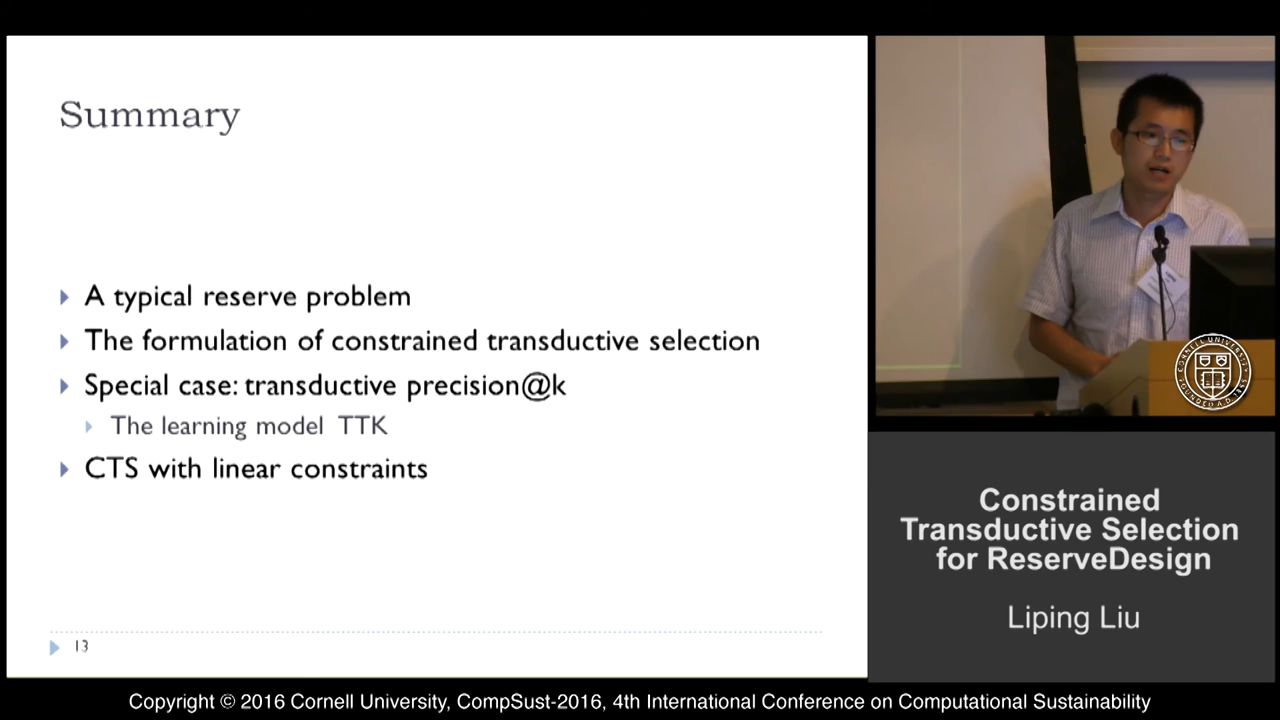 Summary
A typical reserve problem
The formulation of constrained transductive selection
Special case: transductive precision@k
The learning model TTK
CTS with linear constraints
13
Constrained
Transductive Selection
for ReserveDesign
Liping Liu
Copyright © 2016 Cornell University, CompSust-2016, 4th International Conference on Computational Sustainability